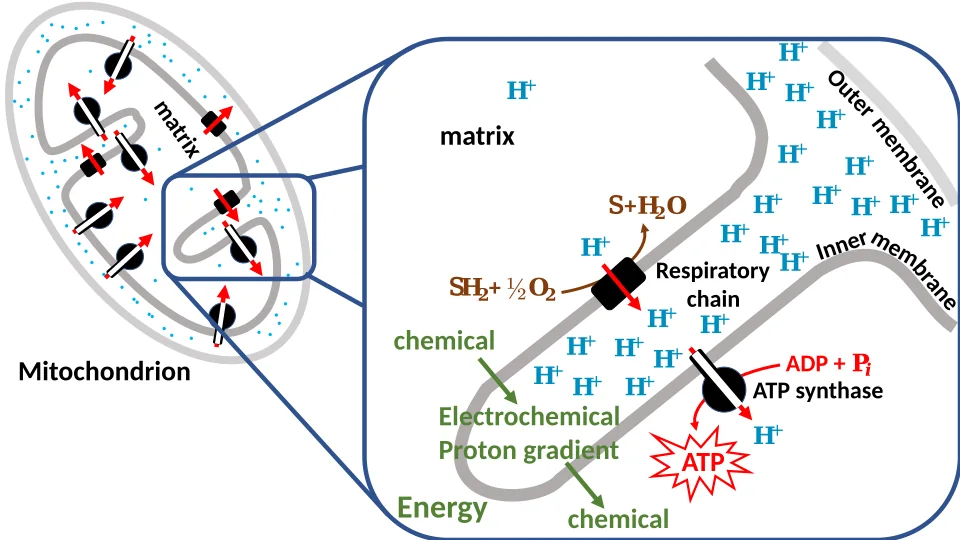 matrix
Mitochondrion
H+
matrix
H+
H+
H+
H+
H+
H+
H+
H+
H+
H+
H+
H+
H+
H+
Outer membrane
Inner membrane
S+H2O
H+
SH2+ ½O2
Respiratory
chain
H+
H+
H+
H+
H+
H+
H+
H+
chemical
Electrochemical
Proton gradient
chemical
Energy
ADP + Pi
ATP synthase
H+
ATP